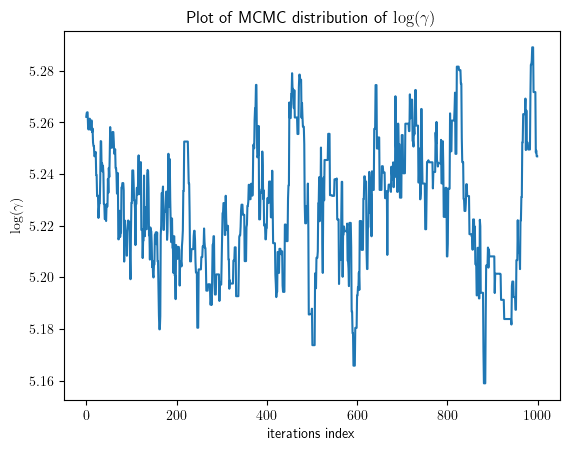 Plot of MCMC distribution of log(γ)
5.28
5.26
5.24
5.22
5.20
5.18
5.16
log(γ)
0 200 400 600 800 1000
iterations index